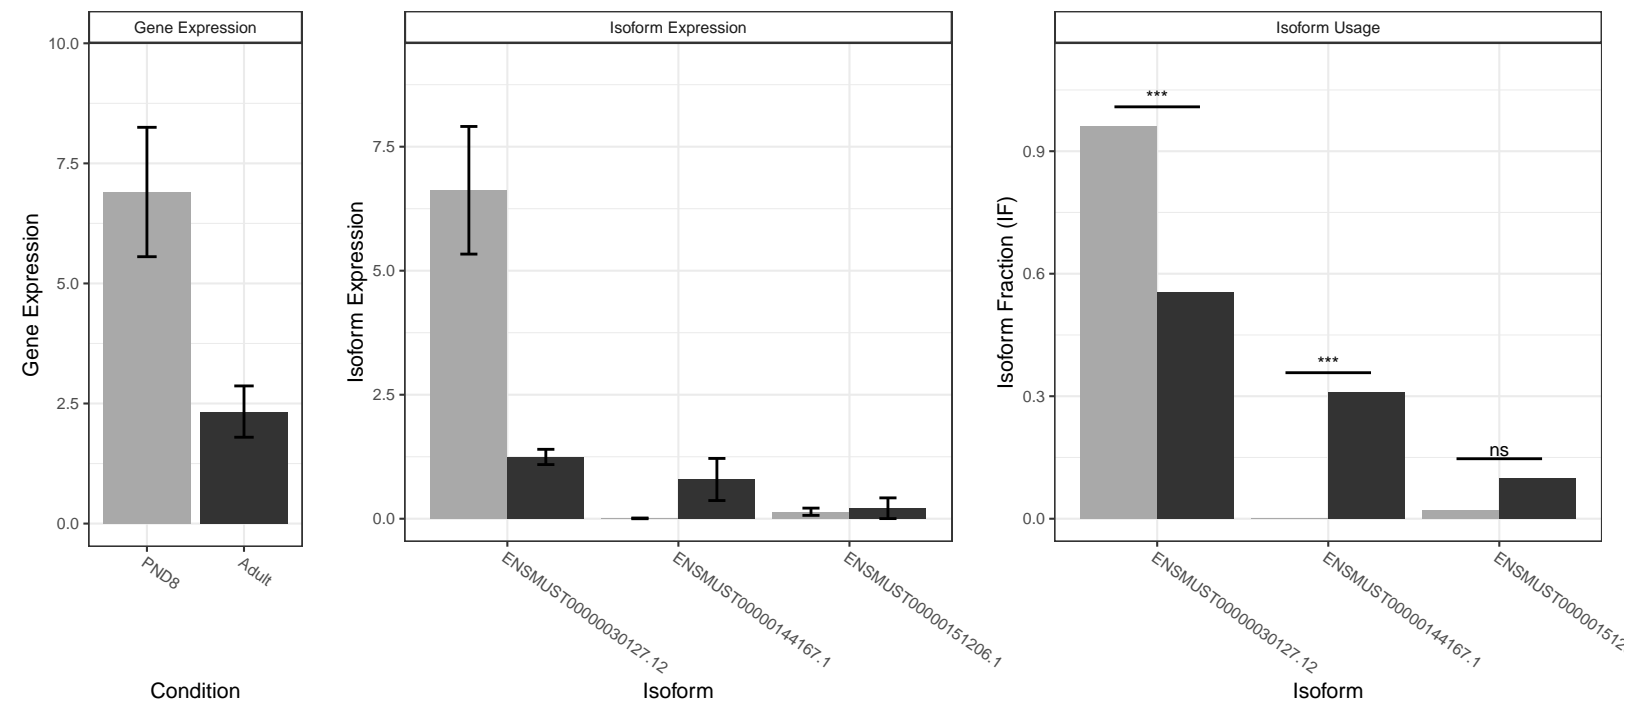 Gene Expression
Isoform Expression
Isoform Usage
Gene Expression
10.0
7.5
5.0
2.5
0.0
PND8
Adult
Condition
Isoform Expression
7.5
5.0
2.5
0.0
ENSMUST00000030127.12
ENSMUST00000144167.1
ENSMUST00000151206.1
Isoform
Isoform Fraction (IF)
0.9
0.6
0.3
0.0
***
***
ns
ENSMUST00000030127.12
ENSMUST00000144167.1
ENSMUST000001512
Isoform